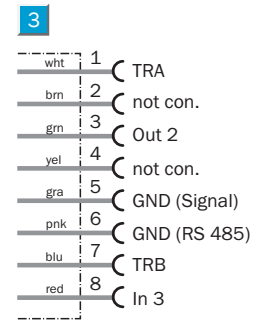 3
wht 1 TRA
brn 2 not con.
grn 3 Out 2
yel 4 not con.
gra 5 GND (Signal)
pnk 6 GND (RS 485)
blu 7 TRB
red 8 In 3